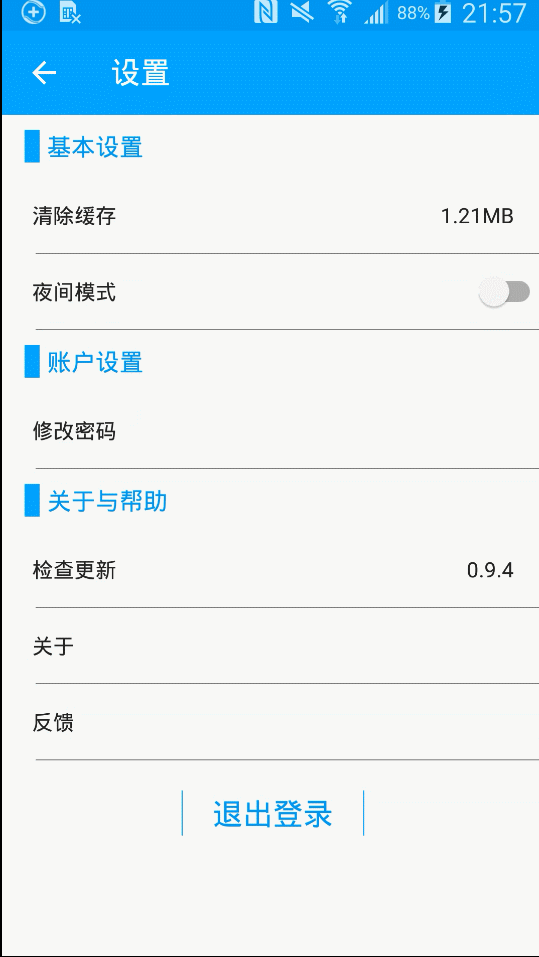 88% 21:57
设置
基本设置
清除缓存 1.21MB
夜间模式
账户设置
修改密码
关于与帮助
检查更新 0.9.4
关于
反馈
退出登录